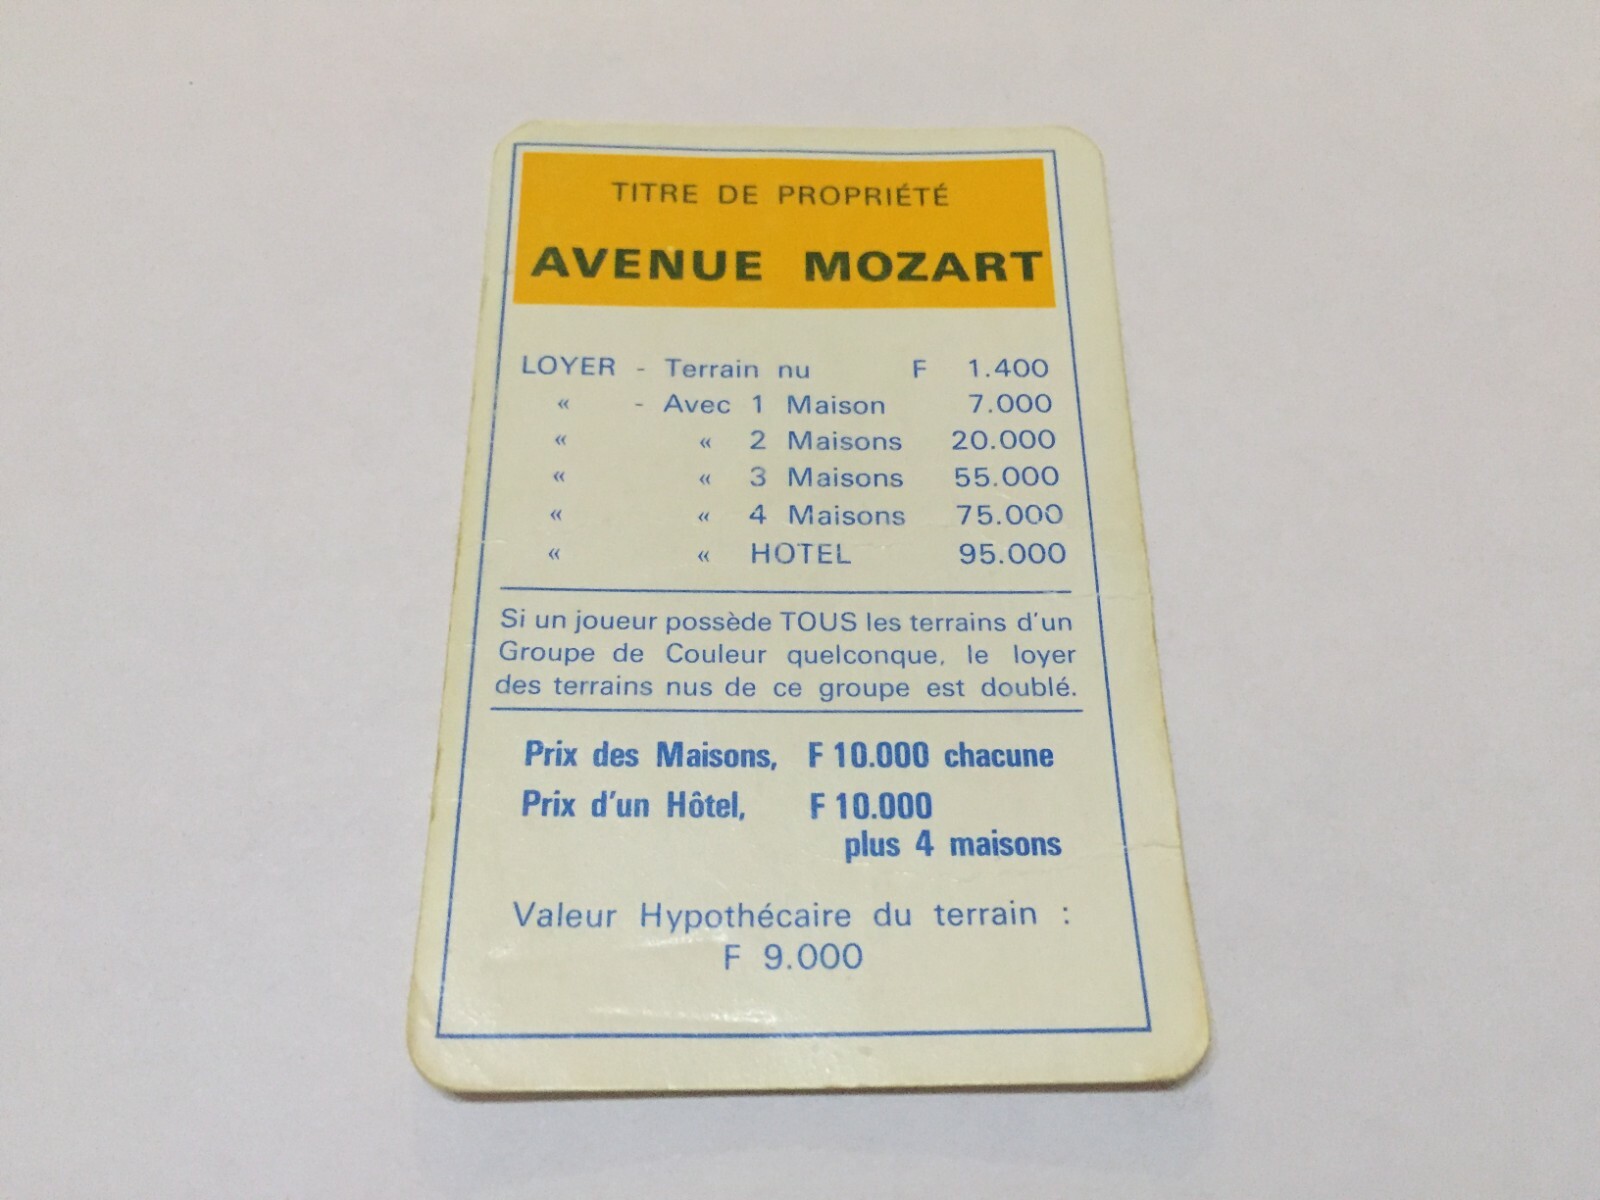 TITRE DE PROPRIÉTÉ
AVENUE MOZART
LOYER - Terrain nu F 1.400
« - Avec 1 Maison 7.000
« « 2 Maisons 20.000
« « 3 Maisons 55.000
« « 4 Maisons 75.000
« « HOTEL 95.000
Si un joueur possède TOUS les terrains d'un
Groupe de Couleur quelconque, le loyer
des terrains nus de ce groupe est doublé.
Prix des Maisons, F 10.000 chacune
Prix d'un Hôtel, F 10.000
plus 4 maisons
Valeur Hypothécaire du terrain :
F 9.000